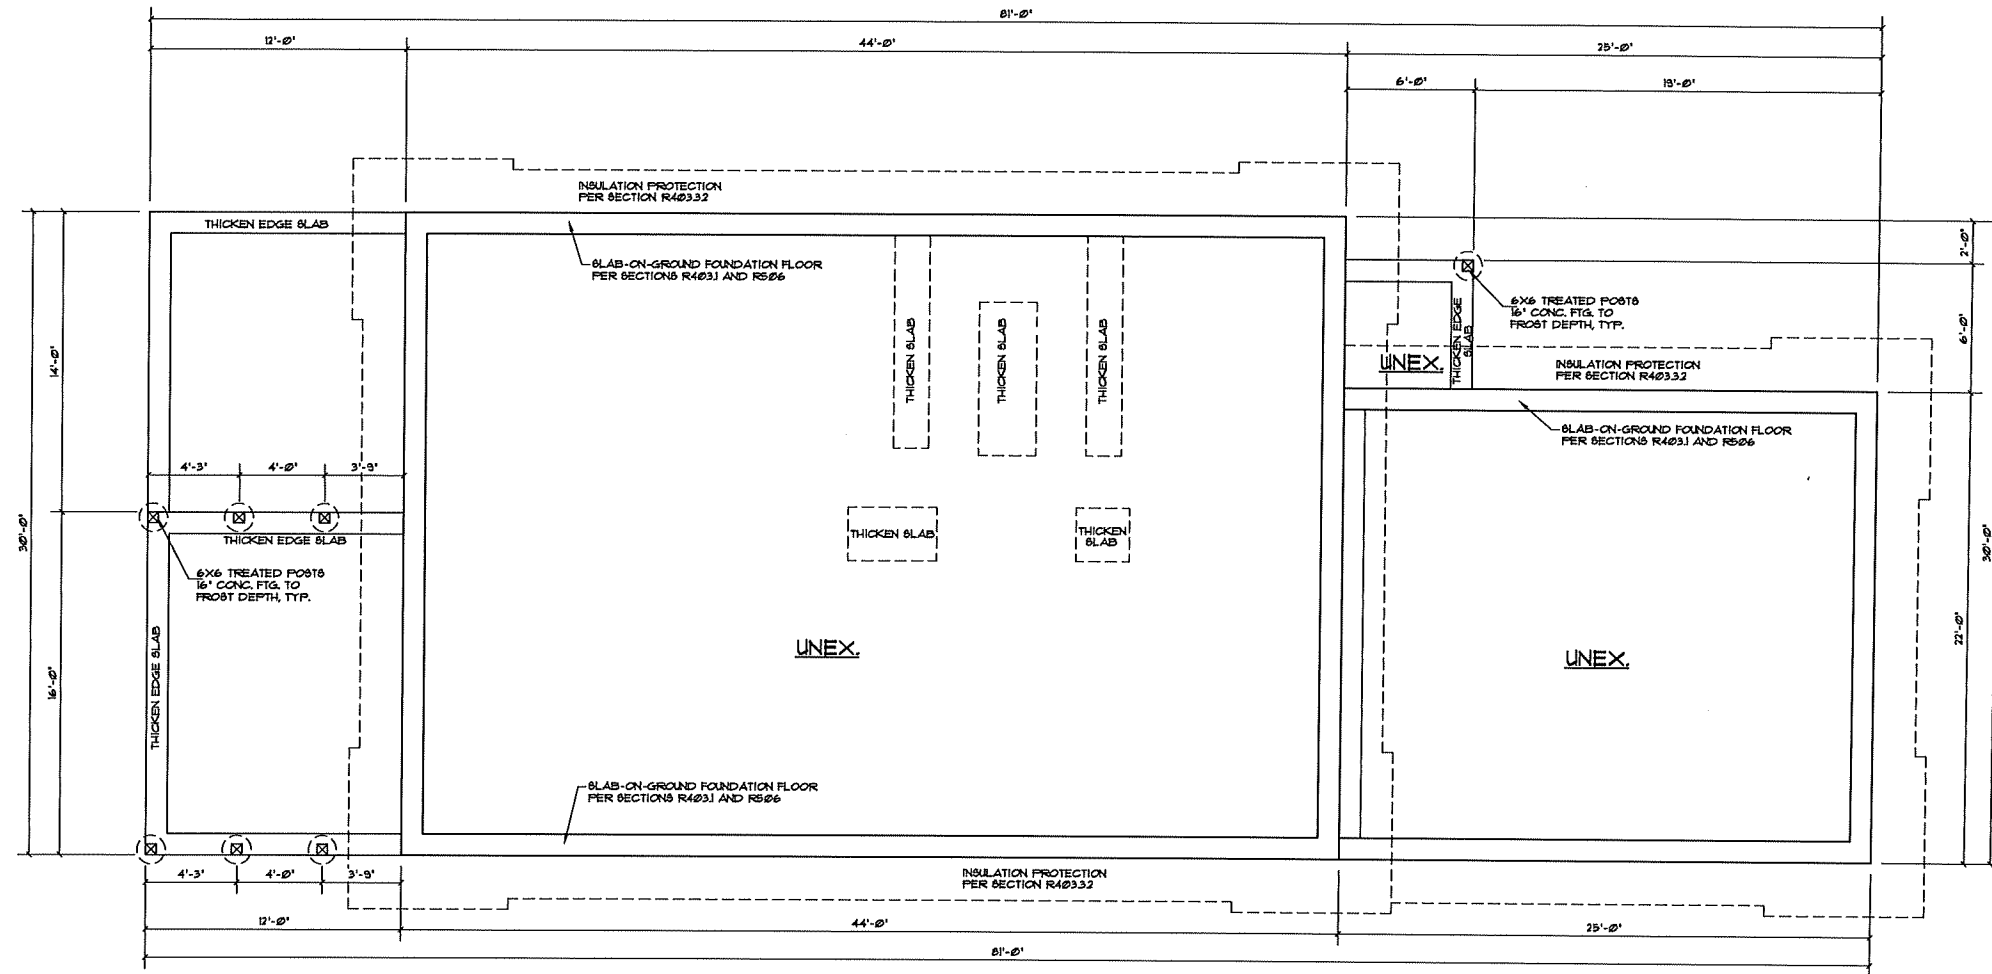 81'-0"
12'-0"
44'-0"
25'-0"
6'-0"
19'-0"
INSULATION PROTECTION
PER SECTION R403.3.2
THICKEN EDGE SLAB
SLAB-ON-GROUND FOUNDATION FLOOR
PER SECTIONS R403.1 AND R506
THICKEN SLAB
THICKEN SLAB
THICKEN SLAB
2'-0"
6X6 TREATED POSTS
16" CONC. FTG. TO
FROST DEPTH, TYP.
THICKEN EDGE
SLAB
6'-0"
UNEX.
INSULATION PROTECTION
PER SECTION R403.3.2
14'-0"
SLAB-ON-GROUND FOUNDATION FLOOR
PER SECTIONS R403.1 AND R506
4'-3"
4'-0"
3'-9"
30'-0"
THICKEN EDGE SLAB
THICKEN SLAB
THICKEN
SLAB
30'-0"
6X6 TREATED POSTS
16" CONC. FTG. TO
FROST DEPTH, TYP.
THICKEN EDGE SLAB
16'-0"
UNEX.
UNEX.
22'-0"
SLAB-ON-GROUND FOUNDATION FLOOR
PER SECTIONS R403.1 AND R506
4'-3"
4'-0"
3'-9"
INSULATION PROTECTION
PER SECTION R403.3.2
12'-0"
44'-0"
25'-0"
81'-0"